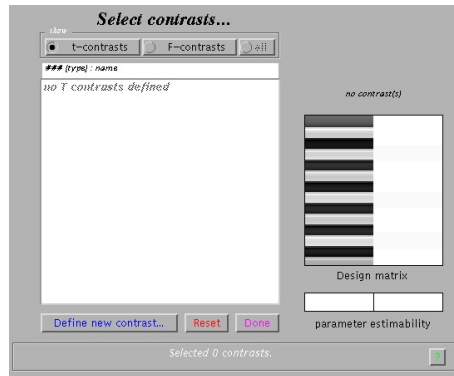 Select contrasts...
show
t-contrasts F-contrasts all
### {type} : name
no T contrasts defined
no contrast(s)
Design matrix
parameter estimability
Define new contrast... Reset Done
Selected 0 contrasts.
?